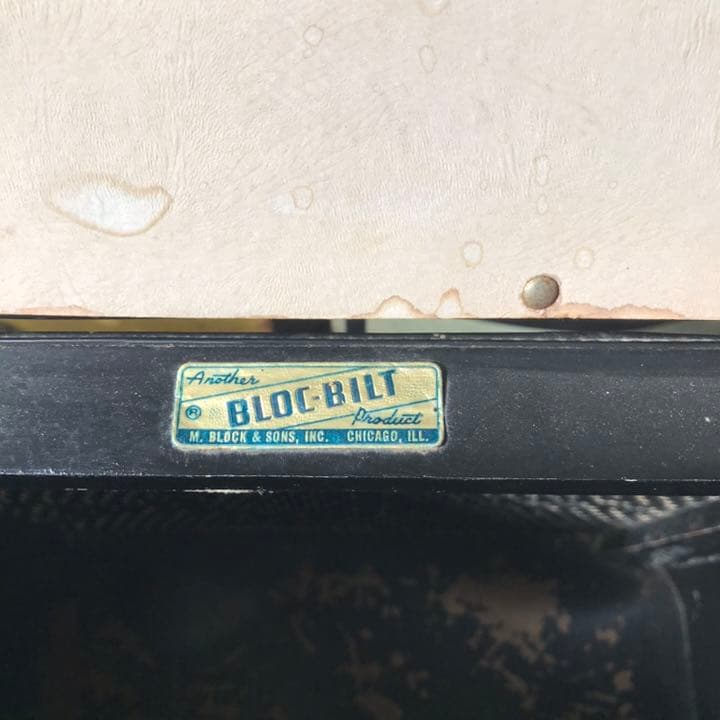 Another
® BLOC-BILT
Product
M. BLOCK & SONS, INC. CHICAGO, ILL.